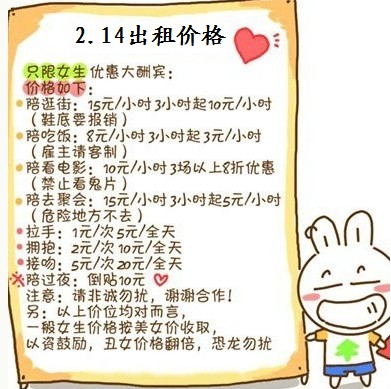 2.14出租价格
只限女生优惠大酬宾：
价格如下：
陪逛街：15元/小时3小时起10元/小时
（鞋底要报销）
陪吃饭：8元/小时3小时起3元/小时
（雇主请客制）
陪看电影：10元/小时3场以上8折优惠
（禁止看鬼片）
陪去聚会：15元/小时3小时起5元/小时
（危险地方不去）
拉手：1元/次5元/全天
拥抱：2元/次10元/全天
接吻：5元/次20元/全天
陪过夜：倒贴10元
注意：请非诚勿扰，谢谢合作！
另：以上价位均对而言，
一般女生价格按美女价收取，
以资鼓励，丑女价格翻倍，恐龙勿扰